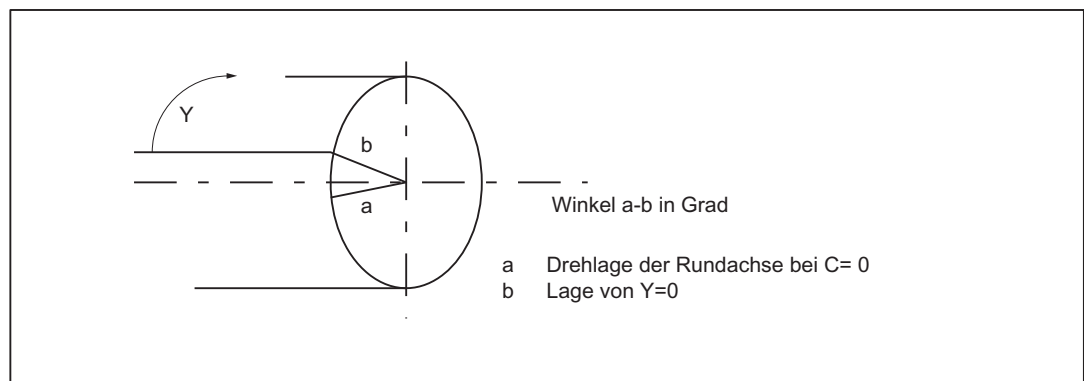 Y
b
a
Winkel a-b in Grad
a Drehlage der Rundachse bei C= 0
b Lage von Y=0